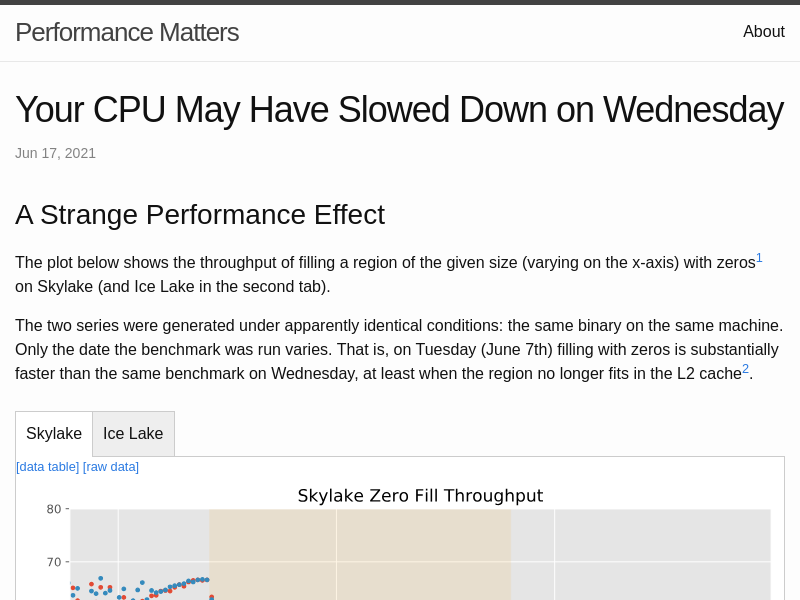 Performance Matters
About
Your CPU May Have Slowed Down on Wednesday
Jun 17, 2021
A Strange Performance Effect
The plot below shows the throughput of filling a region of the given size (varying on the x-axis) with zeros1
on Skylake (and Ice Lake in the second tab).
The two series were generated under apparently identical conditions: the same binary on the same machine.
Only the date the benchmark was run varies. That is, on Tuesday (June 7th) filling with zeros is substantially
faster than the same benchmark on Wednesday, at least when the region no longer fits in the L2 cache2.
Skylake Ice Lake
[data table] [raw data]
Skylake Zero Fill Throughput
80
70